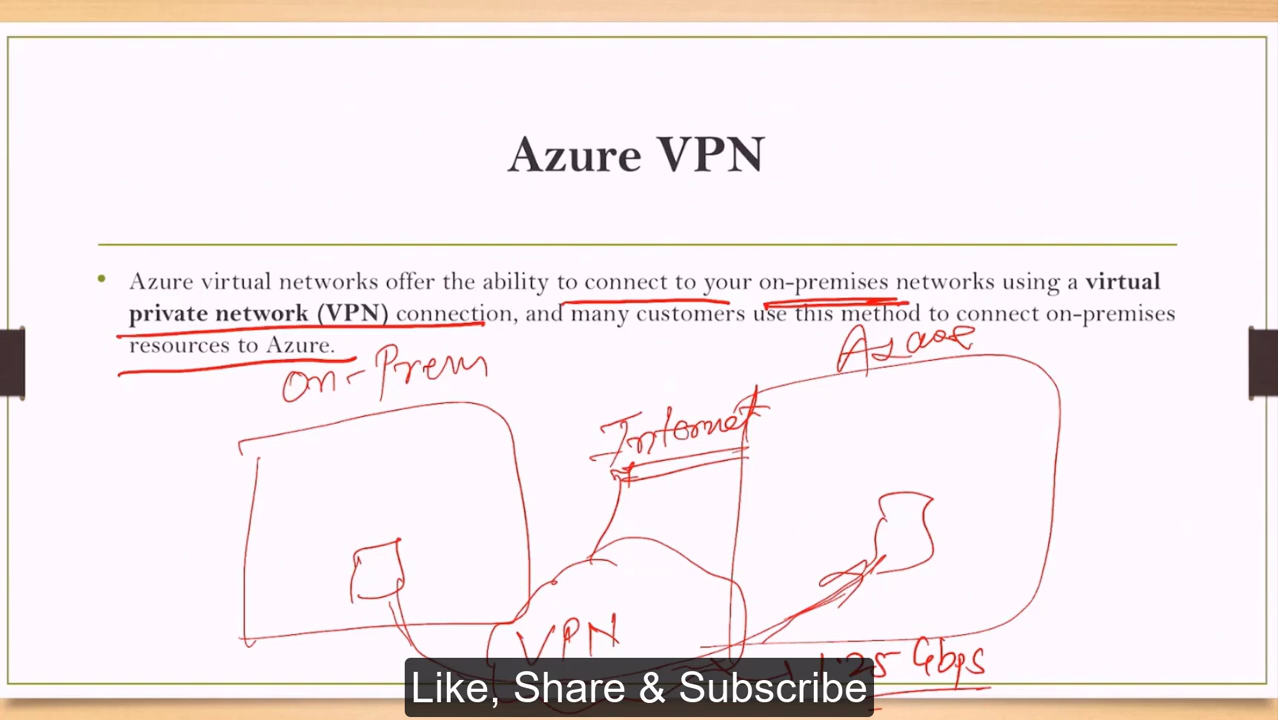 Azure VPN
• Azure virtual networks offer the ability to connect to your on-premises networks using a virtual
private network (VPN) connection, and many customers use this method to connect on-premises
resources to Azure.
On-Prem
Azure
Internet
VPN
1.25 Gbps
Like, Share & Subscribe